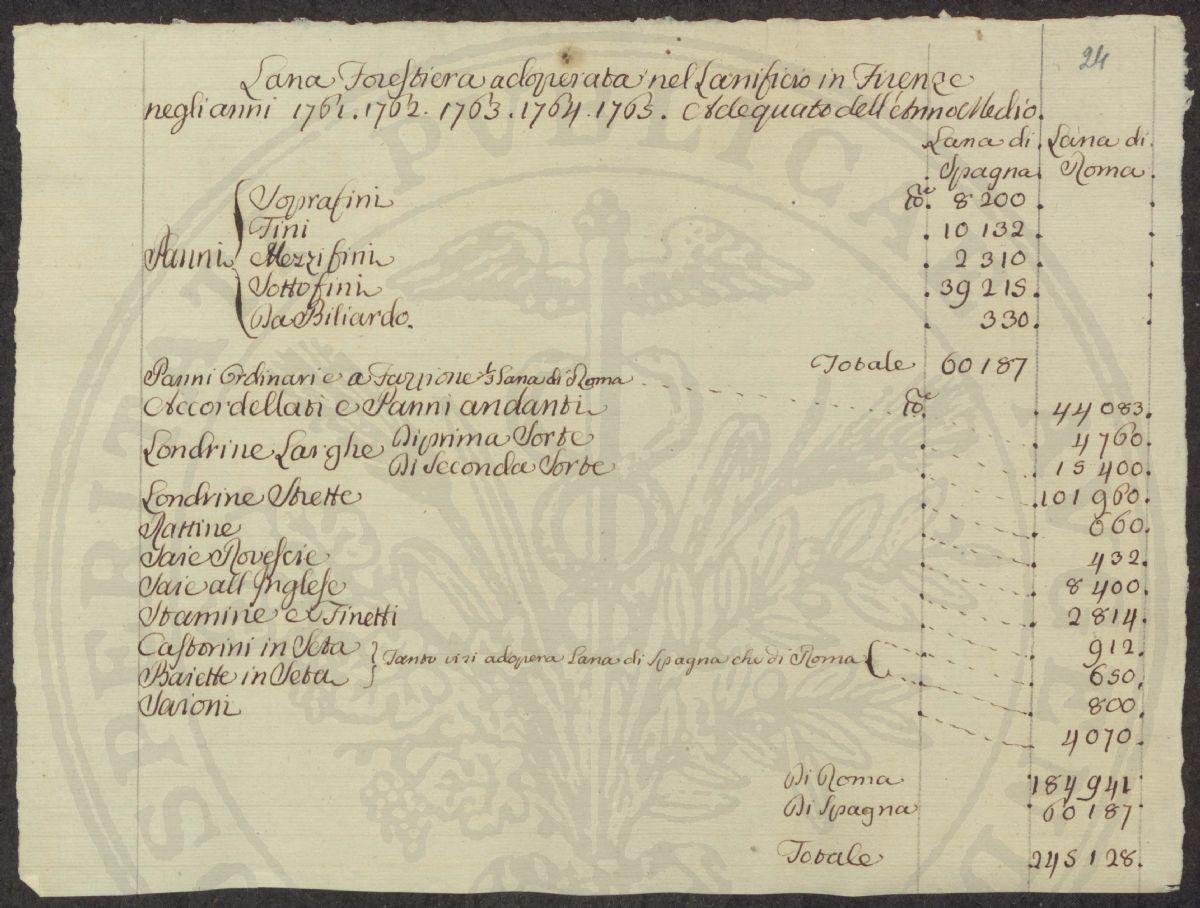 24
Lana Forestiera adoperata nel Lanificio in Firenze
negli anni 1761. 1762. 1763. 1764. 1765. Adequato dell'Anno Medio.
Lana di Spagna Lana di Roma
Panni
Soprafini 8200
Fini 10132
Mezzifini 2310
Sottofini 39215
Da Biliardo. 330
Totale 60187
Panni Ordinari e a Fazzione ⅓ Lana di Roma
Accordellati e Panni andanti 44083
Londrine Larghe Di prima Sorte 4760
Di Seconda Sorte 15400
Londrine Strette 101960
Rattine 660
Saie Rovescie 432
Saie all'Inglese 8400
Stamine e Finetti 2814
Castorini in Seta 912
Tanto visi adopera Lana di Spagna che di Roma
Baiette in Seta 650
Saioni 800
4070
Di Roma 184941
Di Spagna 60187
Totale 245128